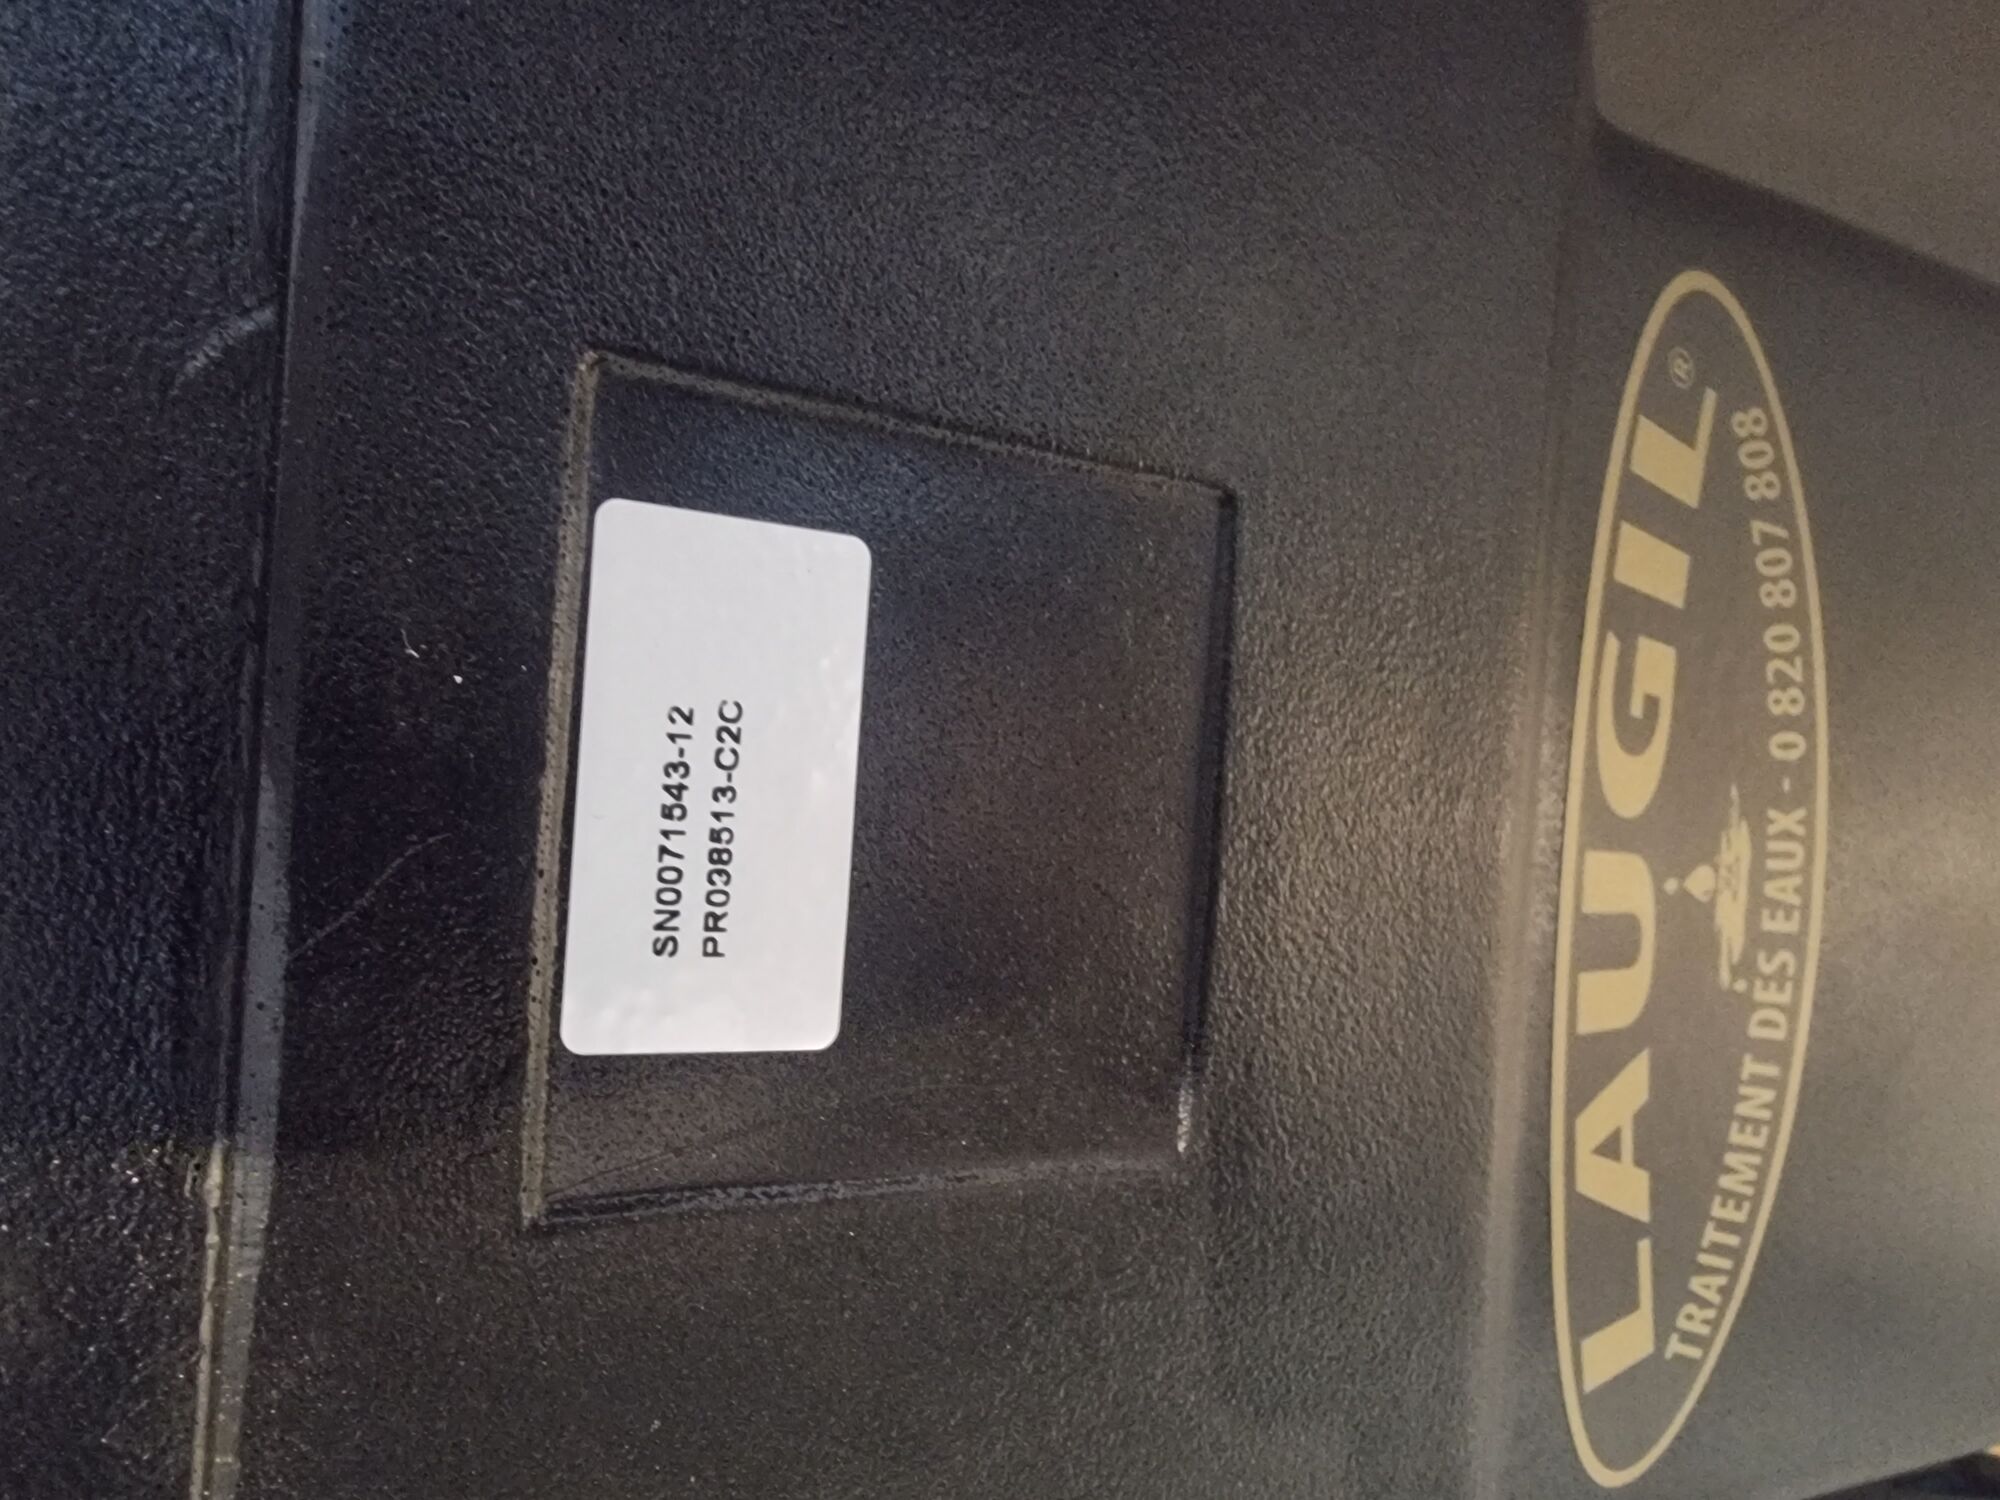 SN0071543-12
PR038513-C2C
LAUGIL®
TRAITEMENT DES EAUX - 0 820 807 808